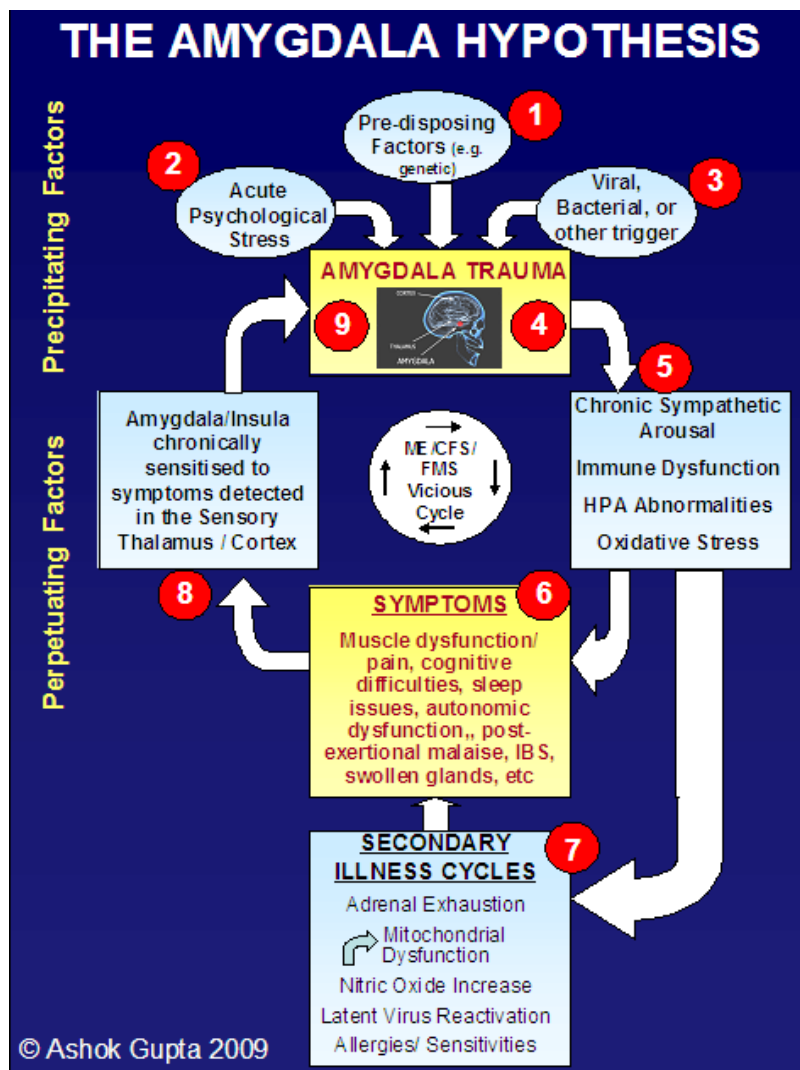 THE AMYGDALA HYPOTHESIS
Precipitating Factors
1
Pre-disposing
Factors (e.g.
genetic)
2
Acute
Psychological
Stress
3
Viral,
Bacterial, or
other trigger
AMYGDALA TRAUMA
9
CORTEX
THALAMUS
AMYGDALA
4
5
Chronic Sympathetic
Arousal
Immune Dysfunction
HPA Abnormalities
Oxidative Stress
Perpetuating Factors
Amygdala/Insula
chronically
sensitised to
symptoms detected
in the Sensory
Thalamus / Cortex
8
ME/CFS/
FMS
Vicious
Cycle
6
SYMPTOMS
Muscle dysfunction/
pain, cognitive
difficulties, sleep
issues, autonomic
dysfunction,, post-
exertional malaise, IBS,
swollen glands, etc
7
SECONDARY
ILLNESS CYCLES
Adrenal Exhaustion
Mitochondrial
Dysfunction
Nitric Oxide Increase
Latent Virus Reactivation
Allergies/ Sensitivities
© Ashok Gupta 2009